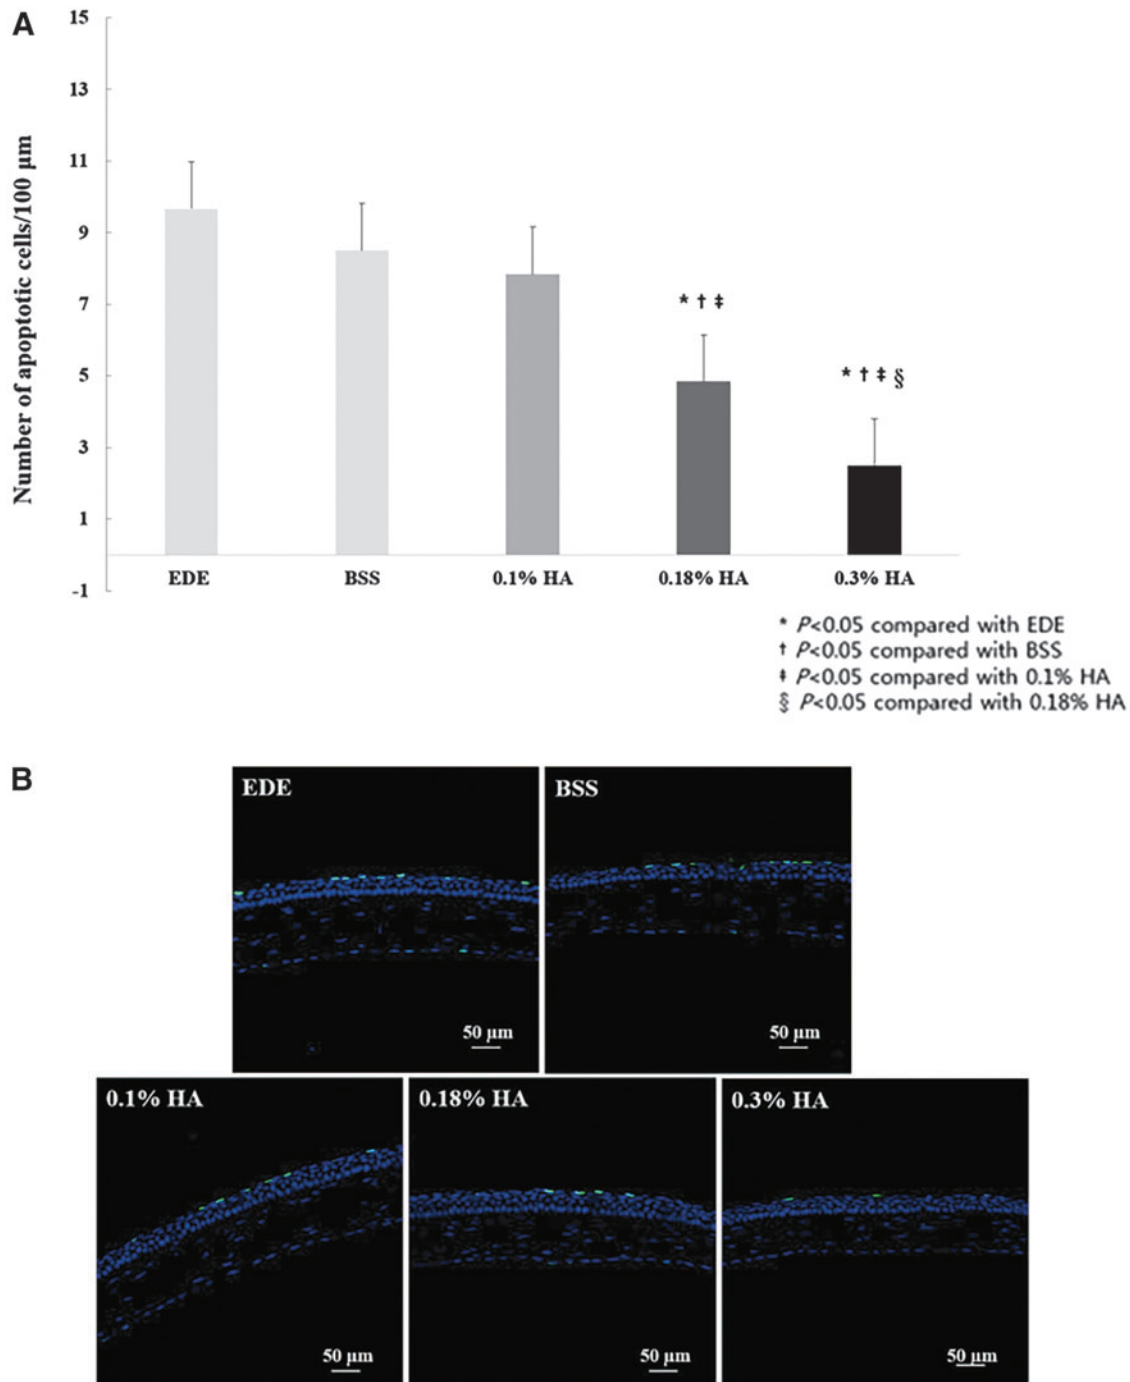 A
15
13
11
9
7
5
3
1
-1
Number of apoptotic cells/100 µm
* † ‡
* † ‡ §
EDE BSS 0.1% HA 0.18% HA 0.3% HA
* P<0.05 compared with EDE
† P<0.05 compared with BSS
‡ P<0.05 compared with 0.1% HA
§ P<0.05 compared with 0.18% HA
B
EDE
50 µm
BSS
50 µm
0.1% HA
50 µm
0.18% HA
50 µm
0.3% HA
50 µm